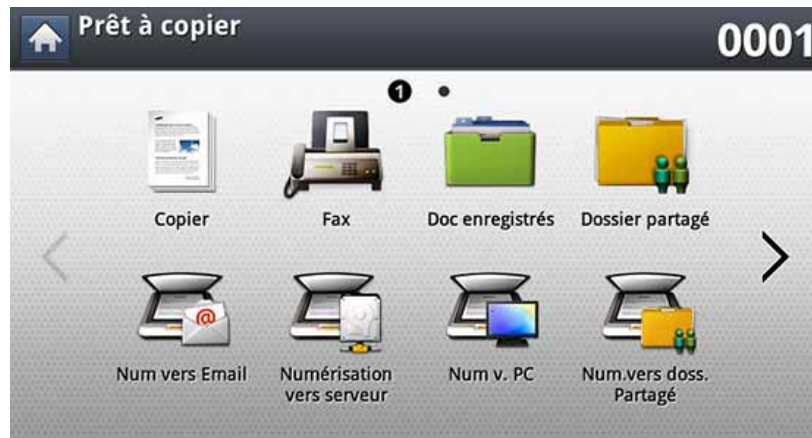 Prêt à copier
0001
1
Copier
Fax
Doc enregistrés
Dossier partagé
Num vers Email
Numérisation
vers serveur
Num v. PC
Num.vers doss.
Partagé